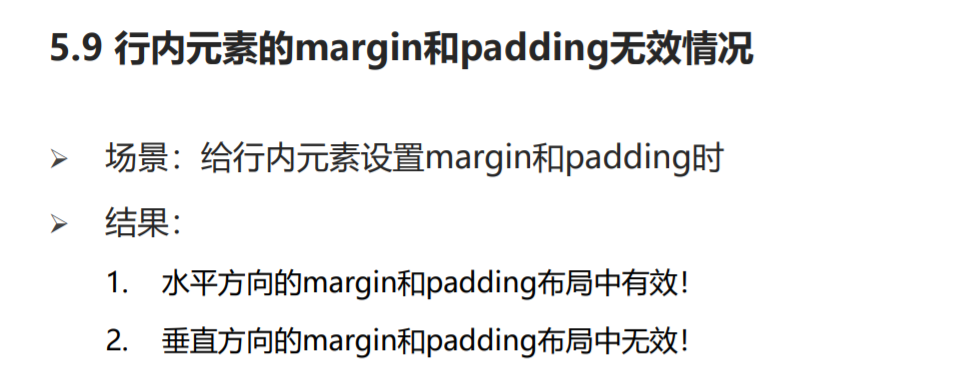 5.9 行内元素的margin和padding无效情况
➢ 场景：给行内元素设置margin和padding时
➢ 结果：
1. 水平方向的margin和padding布局中有效！
2. 垂直方向的margin和padding布局中无效！